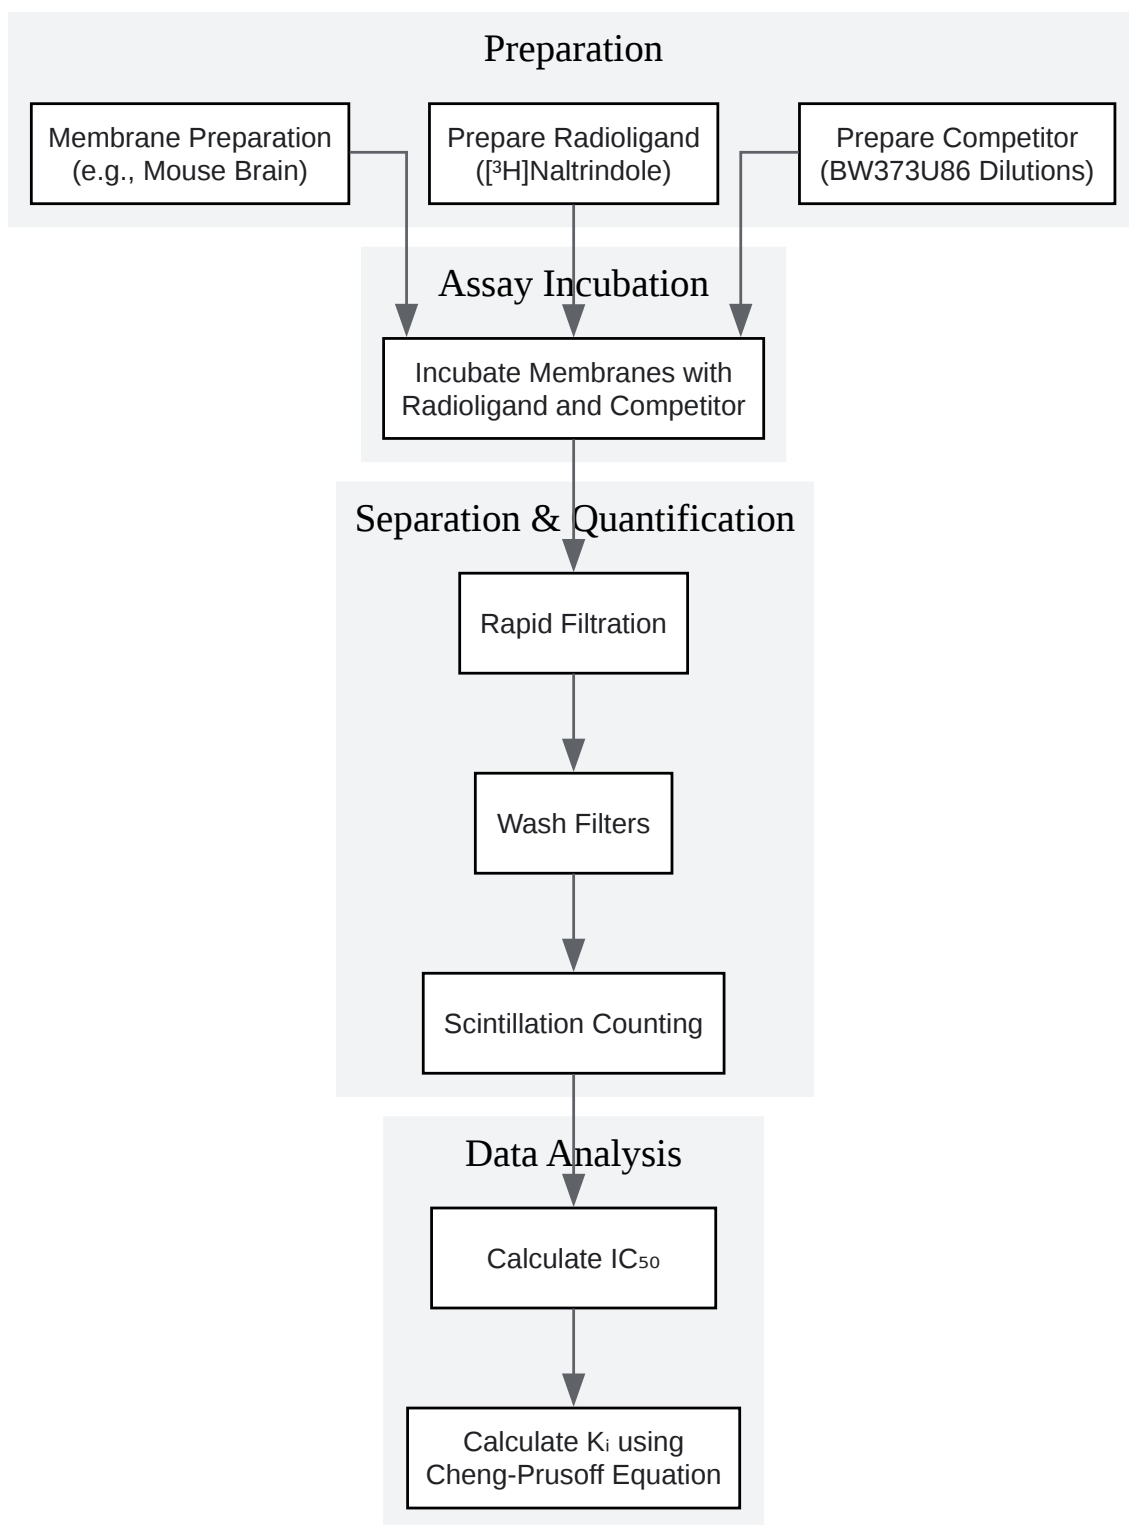 Preparation
Membrane Preparation
(e.g., Mouse Brain)
Prepare Radioligand
([³H]Naltrindole)
Prepare Competitor
(BW373U86 Dilutions)
Assay Incubation
Incubate Membranes with
Radioligand and Competitor
Separation & Quantification
Rapid Filtration
Wash Filters
Scintillation Counting
Data Analysis
Calculate IC₅₀
Calculate Kᵢ using
Cheng-Prusoff Equation